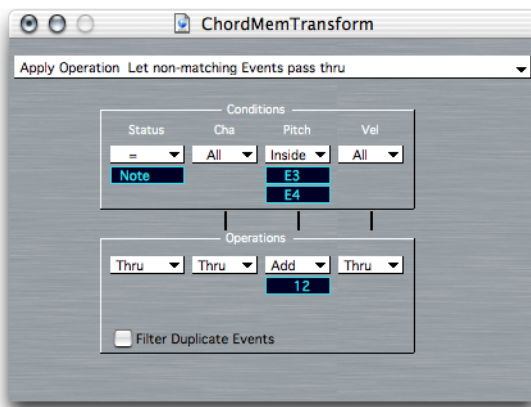 ChordMemTransform
Apply Operation Let non-matching Events pass thru
Conditions
Status Cha Pitch Vel
= All Inside All
Note E3
E4
Operations
Thru Thru Add Thru
12
Filter Duplicate Events